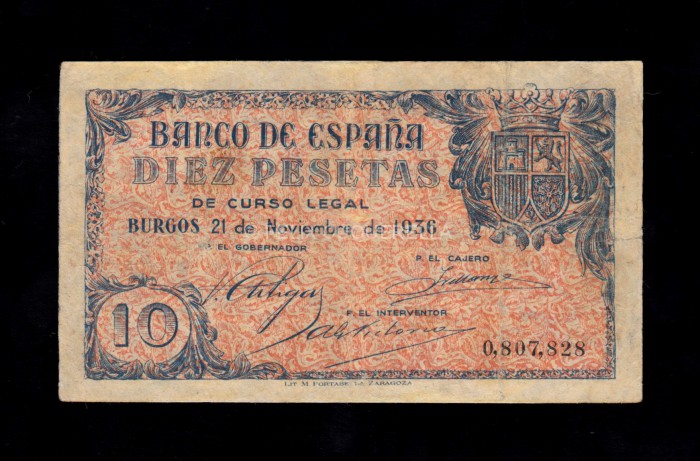 BANCO DE ESPAÑA
DIEZ PESETAS
DE CURSO LEGAL
BURGOS 21 de Noviembre de 1936
P. EL GOBERNADOR
P. EL CAJERO
P. EL INTERVENTOR
10
0,807,828
LIT. M. PORTABELLA ZARAGOZA